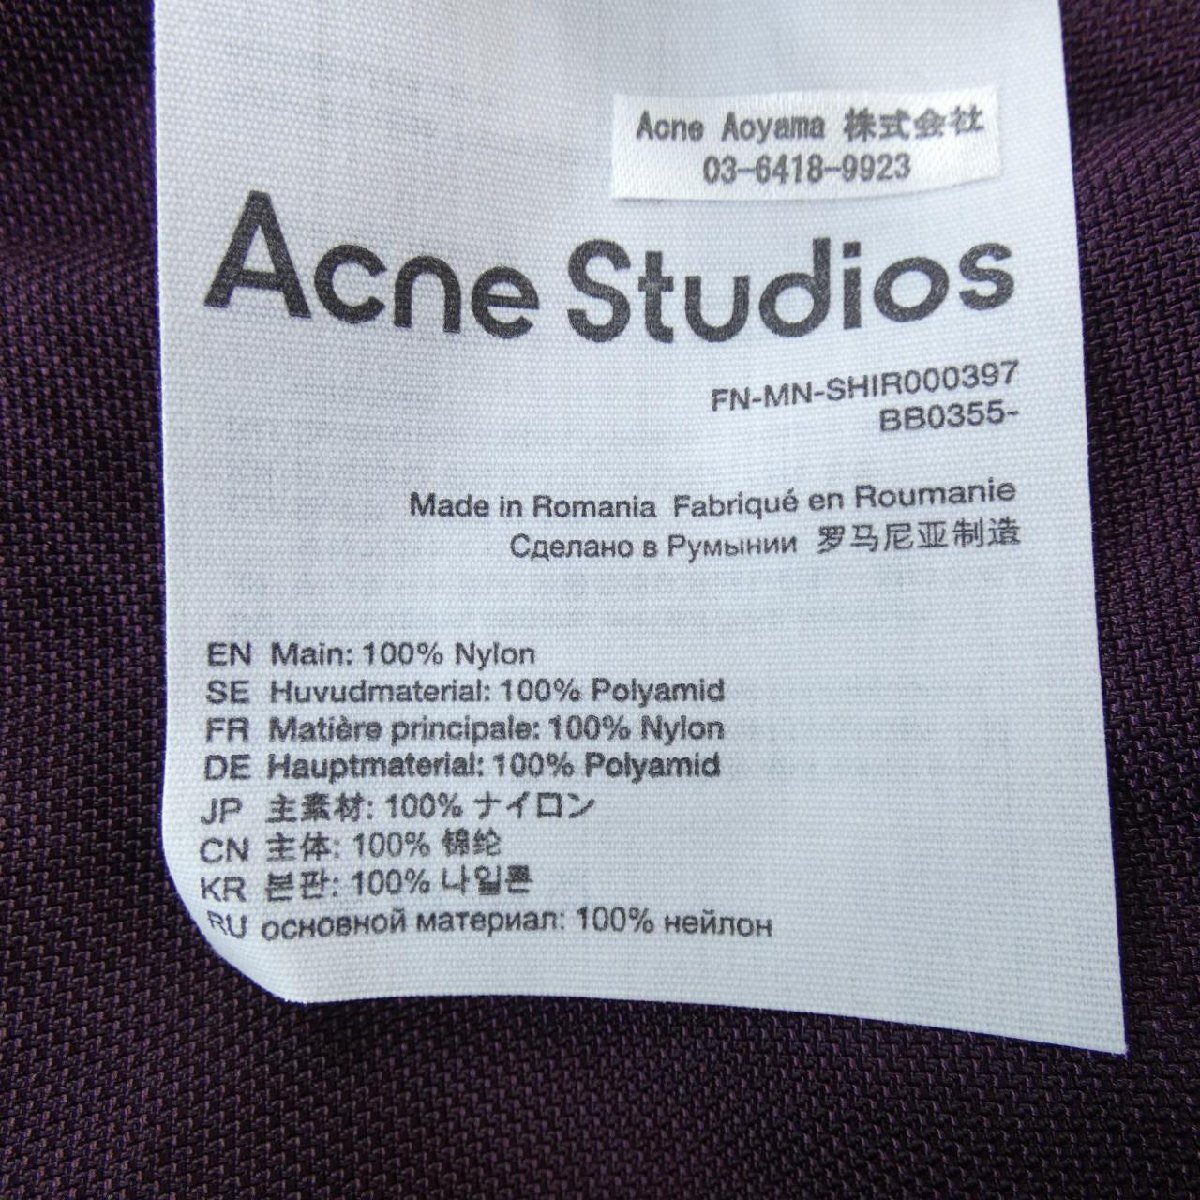 Acne Aoyama 株式会社
03-6418-9923
Acne Studios
FN-MN-SHIR000397
BB0355-
Made in Romania Fabriqué en Roumanie
Сделано в Румынии 罗马尼亚制造
EN Main: 100% Nylon
SE Huvudmaterial: 100% Polyamid
FR Matière principale: 100% Nylon
DE Hauptmaterial: 100% Polyamid
JP 主素材: 100% ナイロン
CN 主体: 100% 锦纶
KR 본판: 100% 나일론
RU основной материал: 100% нейлон